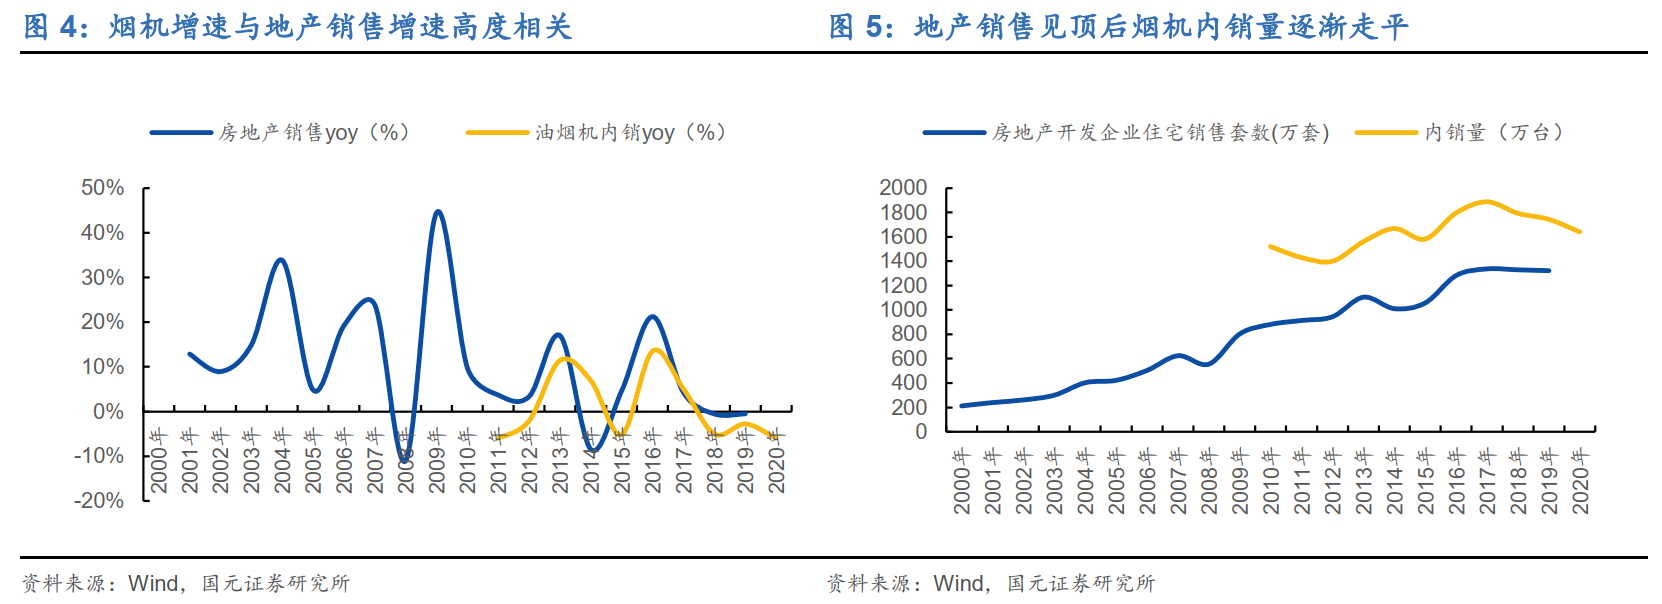 图 4：烟机增速与地产销售增速高度相关
房地产销售yoy（%）
油烟机内销yoy（%）
50%
40%
30%
20%
10%
0%
-10%
-20%
2000年
2001年
2002年
2003年
2004年
2005年
2006年
2007年
2008年
2009年
2010年
2011年
2012年
2013年
2014年
2015年
2016年
2017年
2018年
2019年
2020年
资料来源：Wind，国元证券研究所
图 5：地产销售见顶后烟机内销量逐渐走平
房地产开发企业住宅销售套数(万套)
内销量（万台）
2000
1800
1600
1400
1200
1000
800
600
400
200
0
2000年
2001年
2002年
2003年
2004年
2005年
2006年
2007年
2008年
2009年
2010年
2011年
2012年
2013年
2014年
2015年
2016年
2017年
2018年
2019年
2020年
资料来源：Wind，国元证券研究所